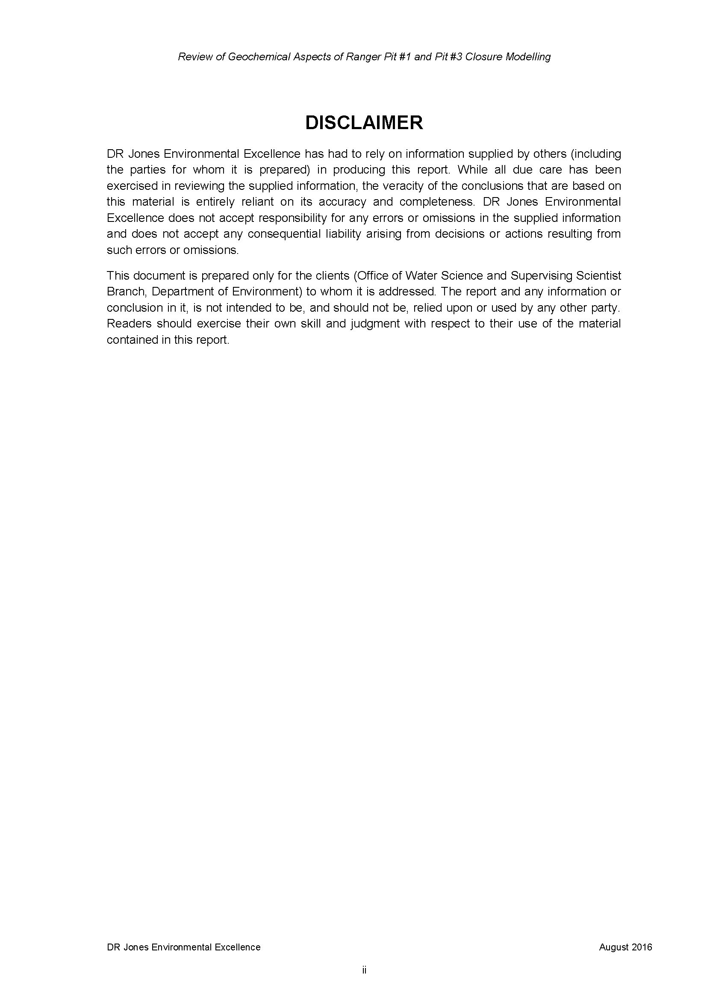 Review of Geochemical Aspects of Ranger Pit #1 and Pit #3 Closure Modelling
DISCLAIMER
DR Jones Environmental Excellence has had to rely on information supplied by others (including
the parties for whom it is prepared) in producing this report. While all due care has been
exercised in reviewing the supplied information, the veracity of the conclusions that are based on
this material is entirely reliant on its accuracy and completeness. DR Jones Environmental
Excellence does not accept responsibility for any errors or omissions in the supplied information
and does not accept any consequential liability arising from decisions or actions resulting from
such errors or omissions.
This document is prepared only for the clients (Office of Water Science and Supervising Scientist
Branch, Department of Environment) to whom it is addressed. The report and any information or
conclusion in it, is not intended to be, and should not be, relied upon or used by any other party.
Readers should exercise their own skill and judgment with respect to their use of the material
contained in this report.
DR Jones Environmental Excellence August 2016
ii